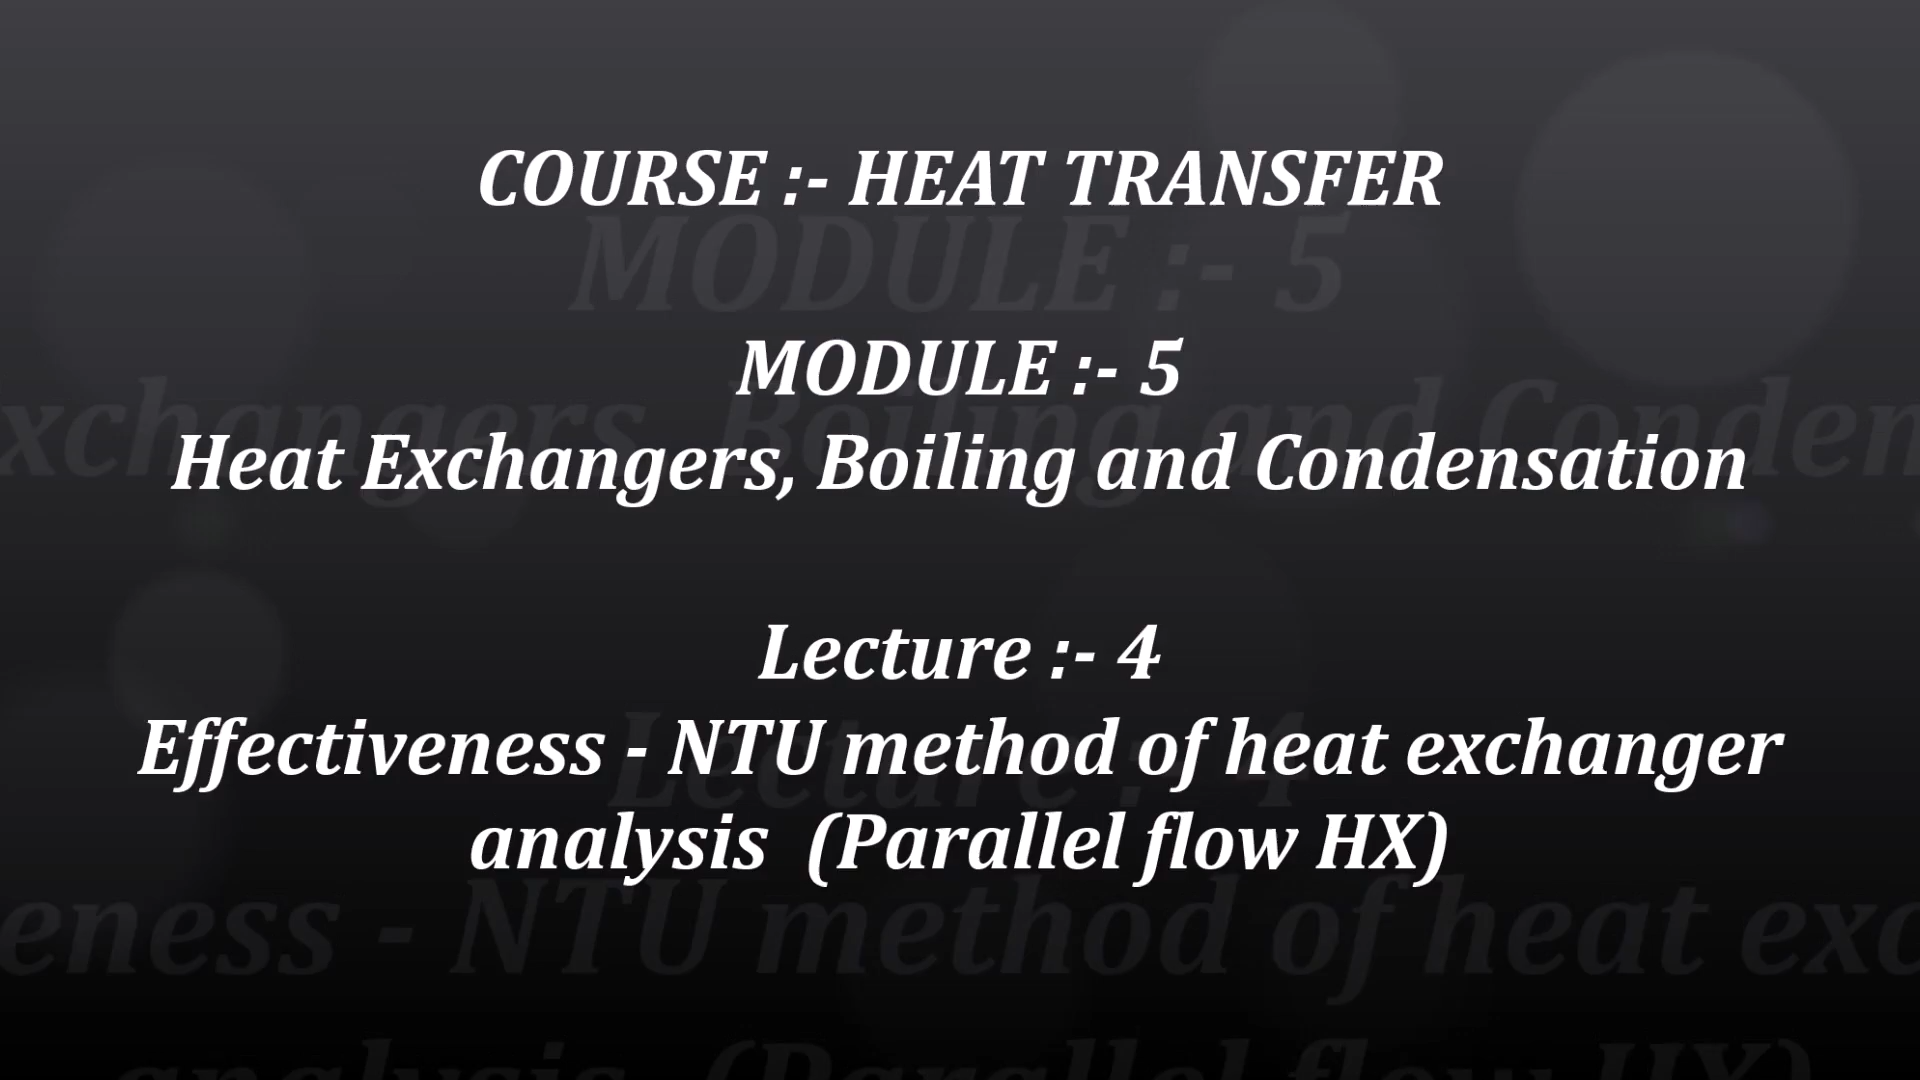 COURSE :- HEAT TRANSFER
MODULE :- 5
Heat Exchangers, Boiling and Condensation
Lecture :- 4
Effectiveness - NTU method of heat exchanger
analysis (Parallel flow HX)